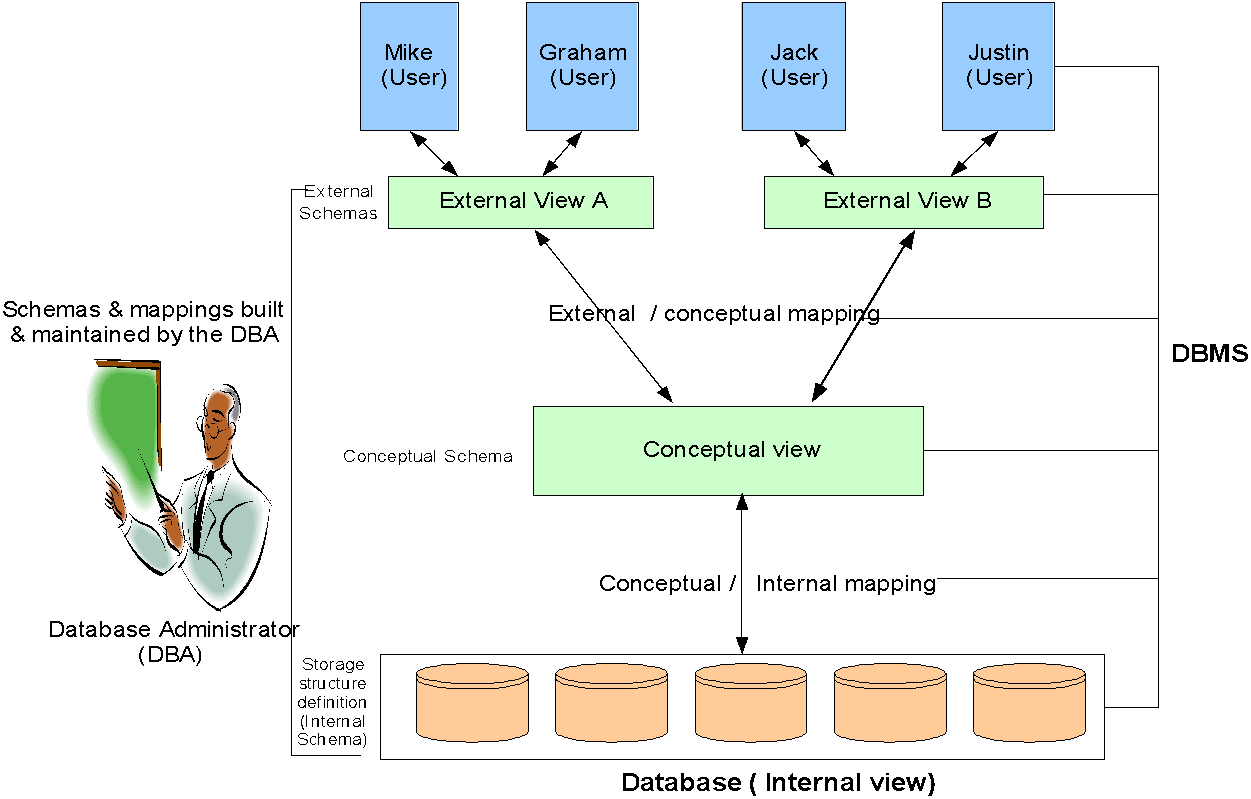 Mike
(User)
Graham
(User)
Jack
(User)
Justin
(User)
External
Schemas
External View A
External View B
Schemas & mappings built
& maintained by the DBA
External / conceptual mapping
DBMS
Conceptual Schema
Conceptual view
Conceptual / Internal mapping
Database Administrator
(DBA)
Storage
structure
definition
(Internal
Schema)
Database ( Internal view)